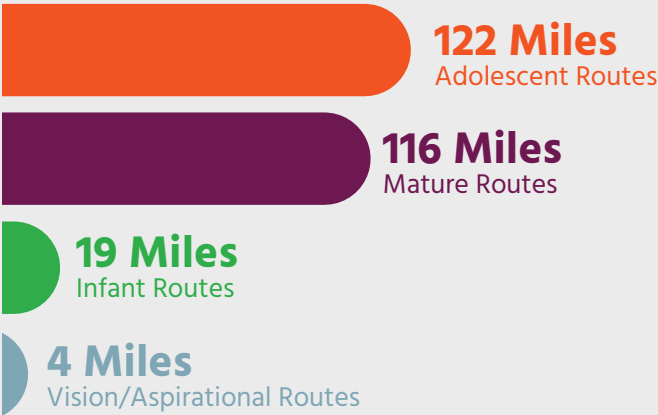 122 Miles
Adolescent Routes
116 Miles
Mature Routes
19 Miles
Infant Routes
4 Miles
Vision/Aspirational Routes